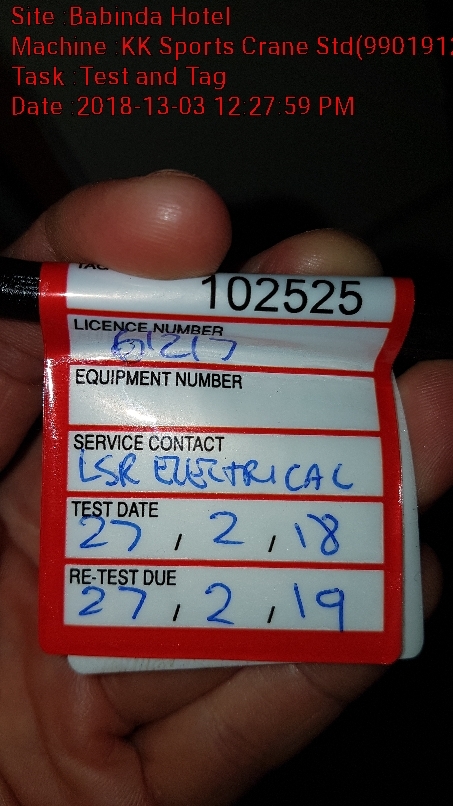 Site :Babinda Hotel
Machine :KK Sports Crane Std(9901912
Task :Test and Tag
Date :2018-13-03 12:27:59 PM
TAG
102525
LICENCE NUMBER
61217
EQUIPMENT NUMBER
SERVICE CONTACT
LSR ELECTRICAL
TEST DATE
27 , 2 , 18
RE-TEST DUE
27 , 2 , 19